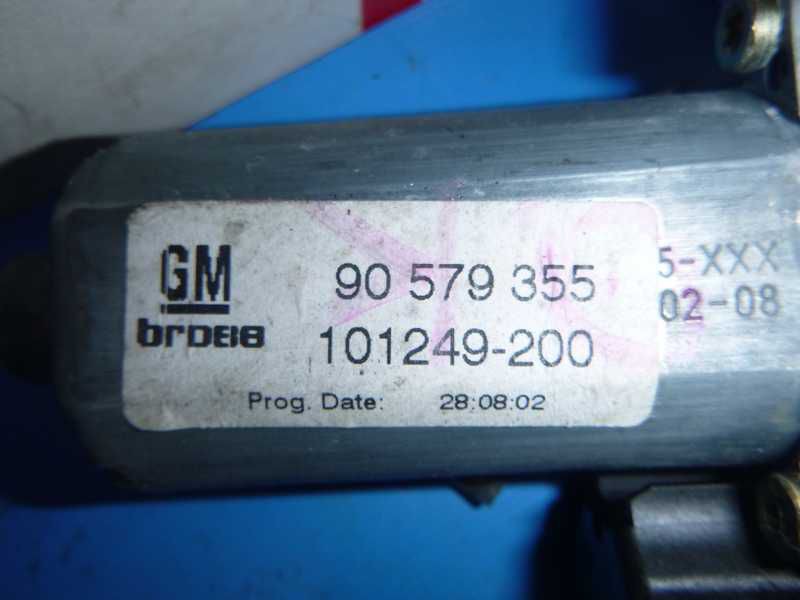 GM
brose
90 579 355
101249-200
Prog. Date: 28:08:02
5-XXX
02-08